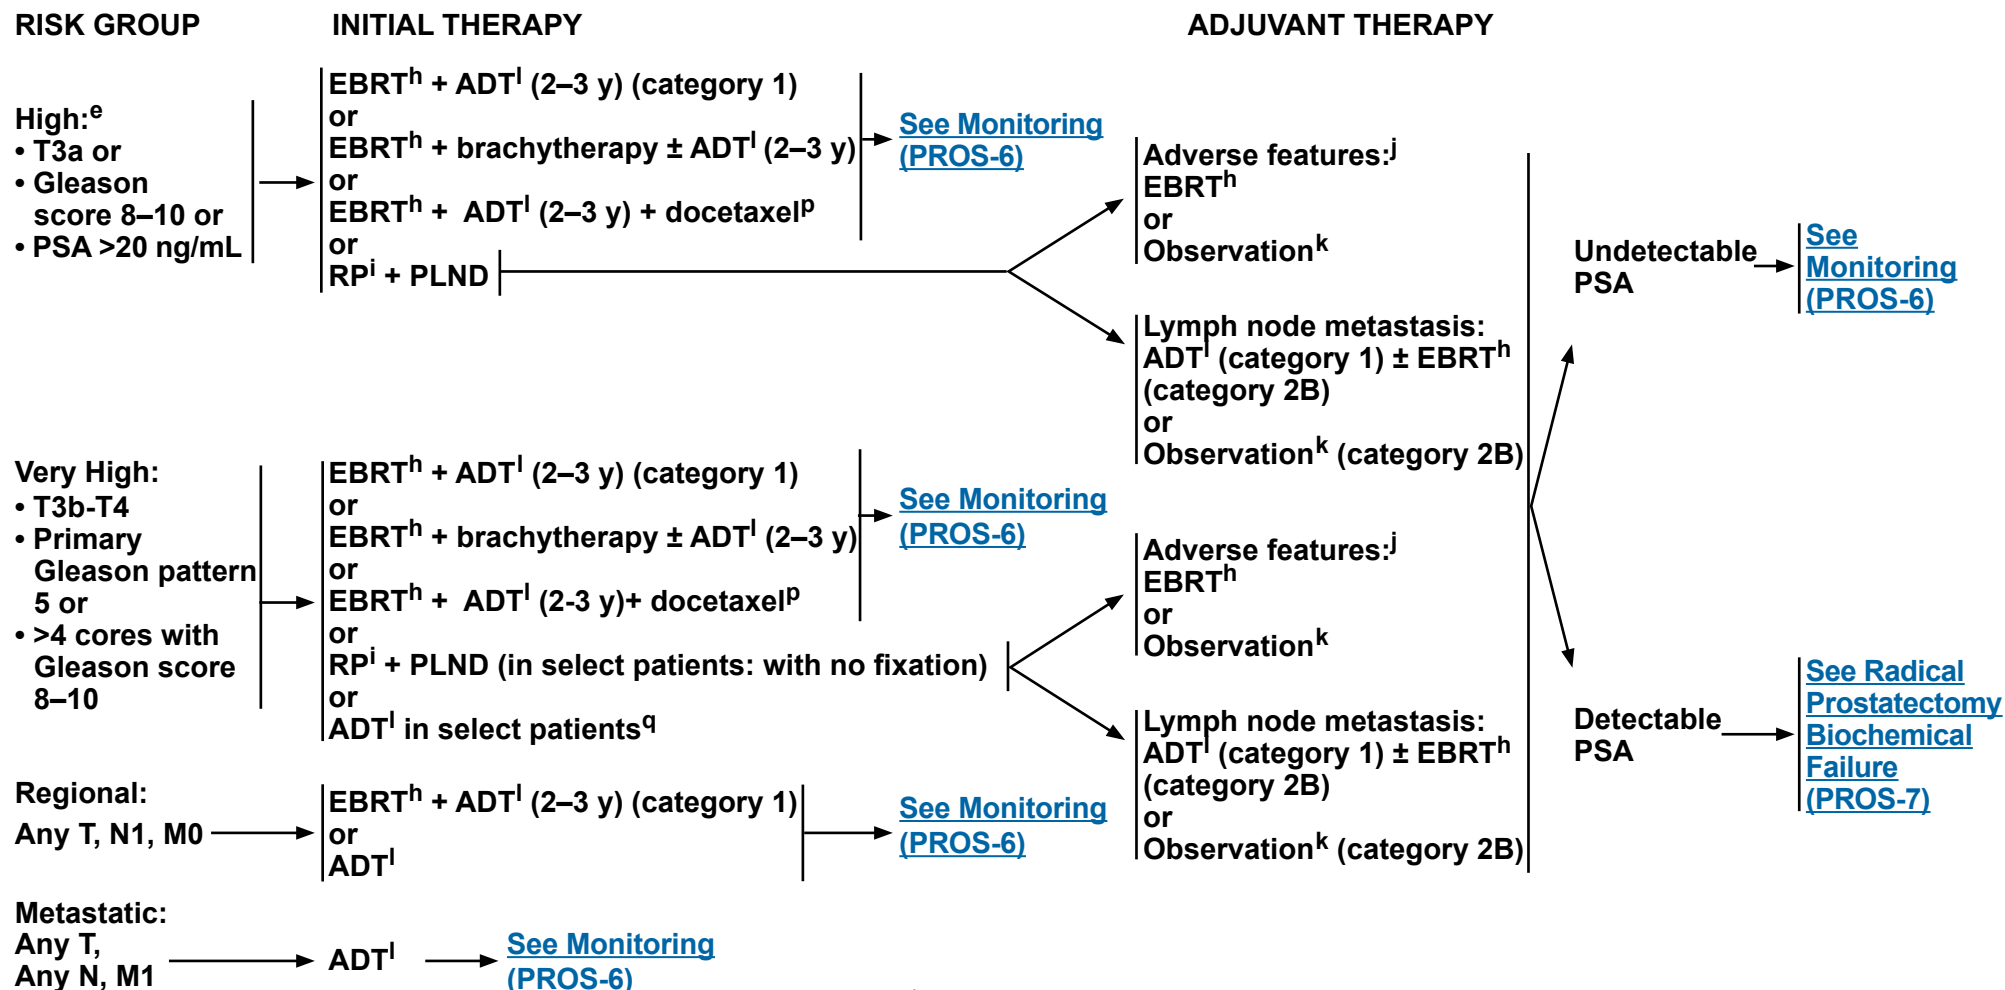 RISK GROUP
INITIAL THERAPY
ADJUVANT THERAPY
High:e
• T3a or
• Gleason
score 8–10 or
• PSA >20 ng/mL
EBRTh + ADTl (2–3 y) (category 1)
or
EBRTh + brachytherapy ± ADTl (2–3 y)
or
EBRTh + ADTl (2–3 y) + docetaxelp
or
RPi + PLND
See Monitoring
(PROS-6)
Adverse features:j
EBRTh
or
Observationk
Lymph node metastasis:
ADTl (category 1) ± EBRTh
(category 2B)
or
Observationk (category 2B)
Undetectable
PSA
See
Monitoring
(PROS-6)
Very High:
• T3b-T4
• Primary
Gleason pattern
5 or
• >4 cores with
Gleason score
8–10
EBRTh + ADTl (2–3 y) (category 1)
or
EBRTh + brachytherapy ± ADTl (2–3 y)
or
EBRTh + ADTl (2-3 y)+ docetaxelp
or
RPi + PLND (in select patients: with no fixation)
or
ADTl in select patientsq
See Monitoring
(PROS-6)
Adverse features:j
EBRTh
or
Observationk
Lymph node metastasis:
ADTl (category 1) ± EBRTh
(category 2B)
or
Observationk (category 2B)
Detectable
PSA
See Radical
Prostatectomy
Biochemical
Failure
(PROS-7)
Regional:
Any T, N1, M0
EBRTh + ADTl (2–3 y) (category 1)
or
ADTl
See Monitoring
(PROS-6)
Metastatic:
Any T,
Any N, M1
ADTl
See Monitoring
(PROS-6)